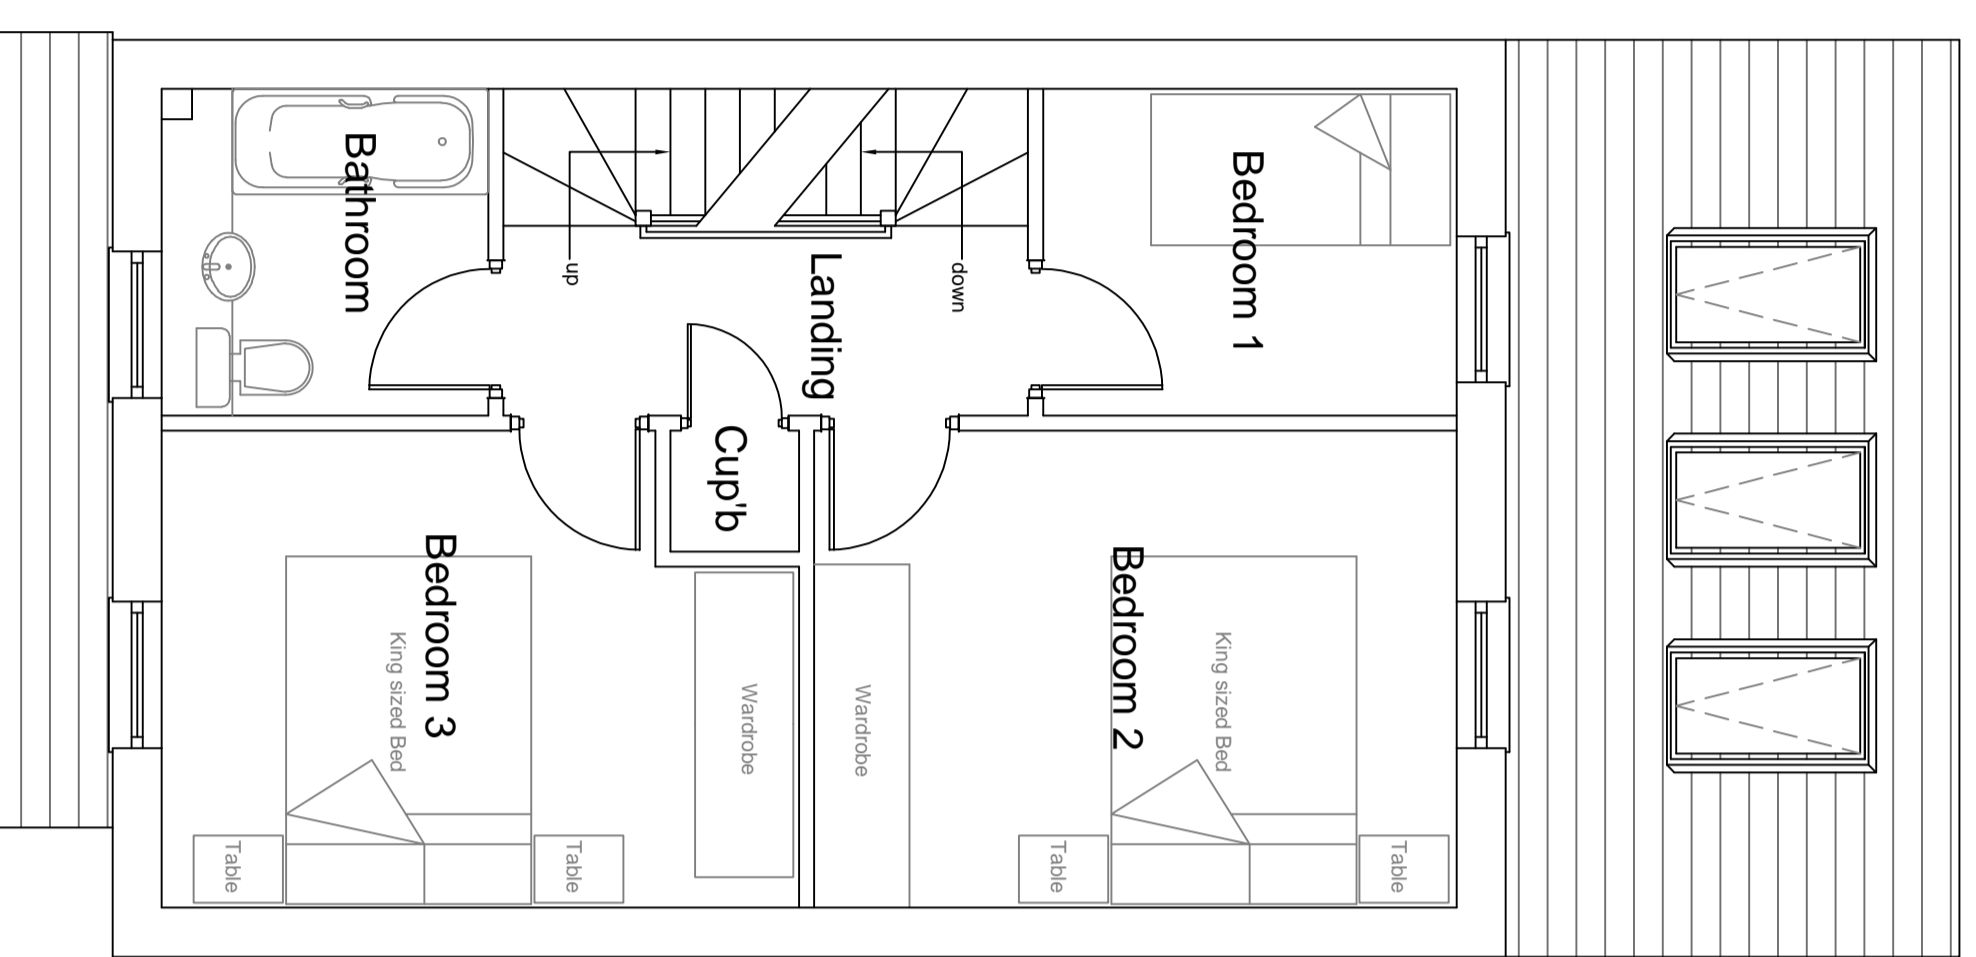 Bathroom
up
Landing
down
Bedroom 1
Cup'b
Bedroom 3
King sized Bed
Wardrobe
Table
Table
Bedroom 2
King sized Bed
Wardrobe
Table
Table